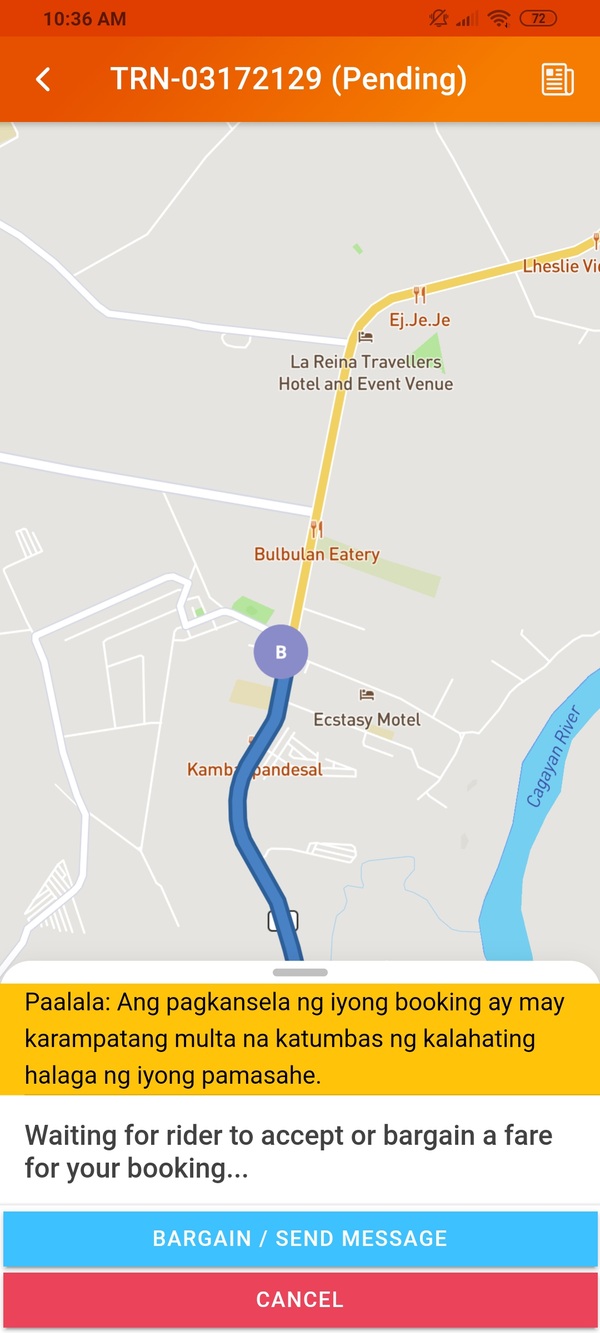 10:36 AM
72
TRN-03172129 (Pending)
Lheslie
Ej.Je.Je
La Reina Travellers
Hotel and Event Venue
Bulbulan Eatery
B
Ecstasy Motel
Cagayan River
pandesal
Paalala: Ang pagkansela ng iyong booking ay may
karampatang multa na katumbas ng kalahating
halaga ng iyong pamasahe.
Waiting for rider to accept or bargain a fare
for your booking...
BARGAIN / SEND MESSAGE
CANCEL